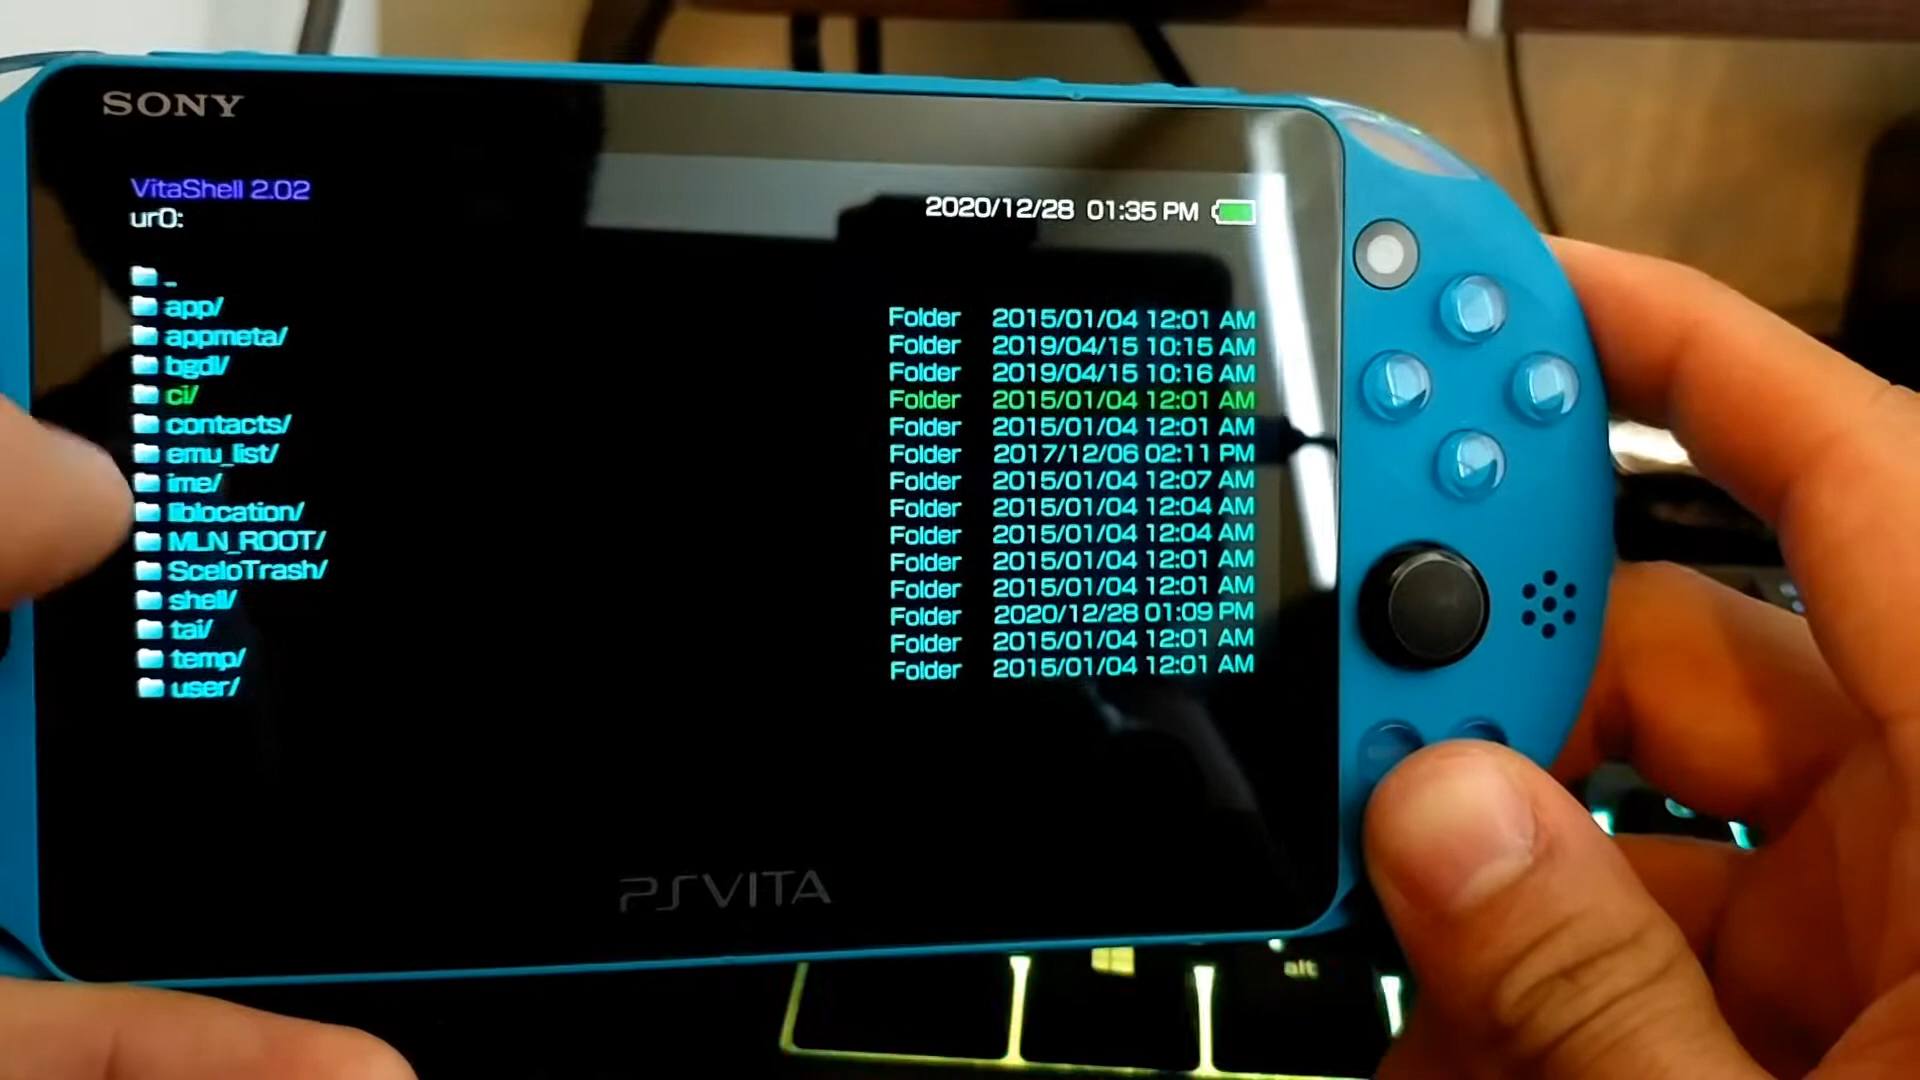 SONY
VitaShell 2.02
ur0:
2020/12/28 01:35 PM
..
app/ Folder 2015/01/04 12:01 AM
appmeta/ Folder 2019/04/15 10:15 AM
bgdl/ Folder 2019/04/15 10:16 AM
ci/ Folder 2015/01/04 12:01 AM
contacts/ Folder 2015/01/04 12:01 AM
emu_list/ Folder 2017/12/06 02:11 PM
ime/ Folder 2015/01/04 12:07 AM
liblocation/ Folder 2015/01/04 12:04 AM
MLN_ROOT/ Folder 2015/01/04 12:04 AM
SceIoTrash/ Folder 2015/01/04 12:01 AM
shell/ Folder 2015/01/04 12:01 AM
tai/ Folder 2020/12/28 01:09 PM
temp/ Folder 2015/01/04 12:01 AM
user/ Folder 2015/01/04 12:01 AM
PSVITA
alt